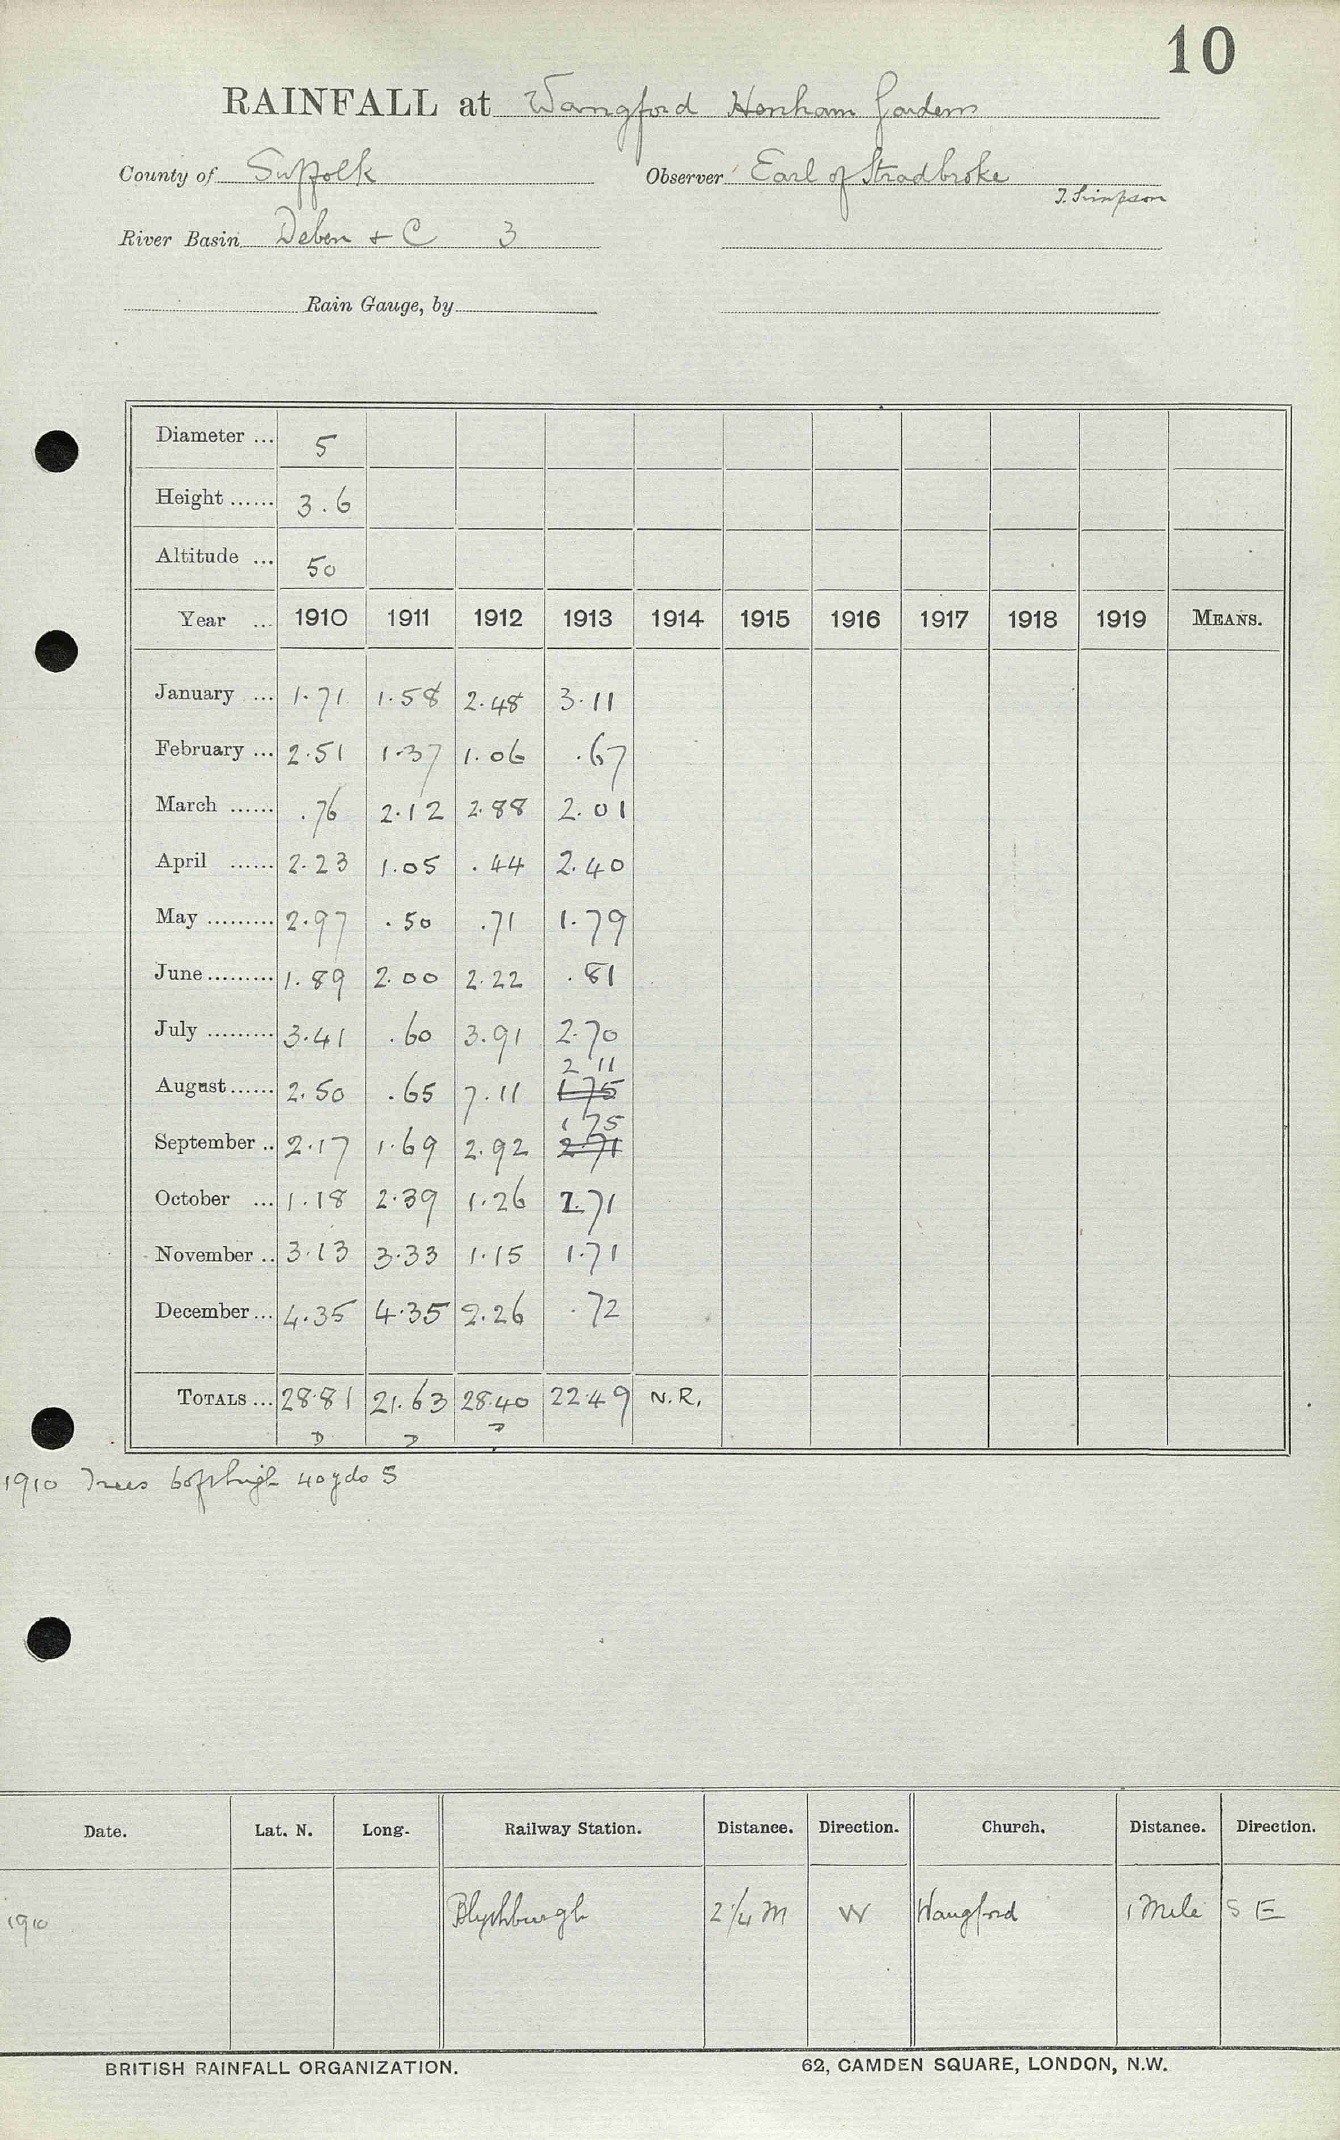 10
RAINFALL at Wangford Henham Gardens
County of Suffolk Observer Earl of Stradbroke
J. Simpson
River Basin Deben & C 3
Rain Gauge, by
Diameter ... 5
Height ...... 3.6
Altitude ... 50
Year ... 1910 1911 1912 1913 1914 1915 1916 1917 1918 1919 MEANS.
January ... 1.71 1.58 2.48 3.11
February ... 2.51 1.37 1.06 .67
March ...... .76 2.12 2.88 2.01
April ...... 2.23 1.05 .44 2.40
May ......... 2.97 .50 .71 1.79
June ......... 1.89 2.00 2.22 .81
July ......... 3.41 .60 3.91 2.70
2 11
August ...... 2.50 .65 7.11 1.75
1 75
September .. 2.17 1.69 2.92 2.71
October ... 1.18 2.39 1.26 2.71
November .. 3.13 3.33 1.15 1.71
December ... 4.35 4.35 2.26 .72
TOTALS ... 28.81 21.63 28.40 22.49 N.R.
D D D
1910 Trees 60ft high 40 yds S
Date. Lat. N. Long. Railway Station. Distance. Direction. Church. Distance. Direction.
1910 Blythburgh 2 1/4 M W Wangford 1 Mile S E
BRITISH RAINFALL ORGANIZATION. 62, CAMDEN SQUARE, LONDON, N.W.